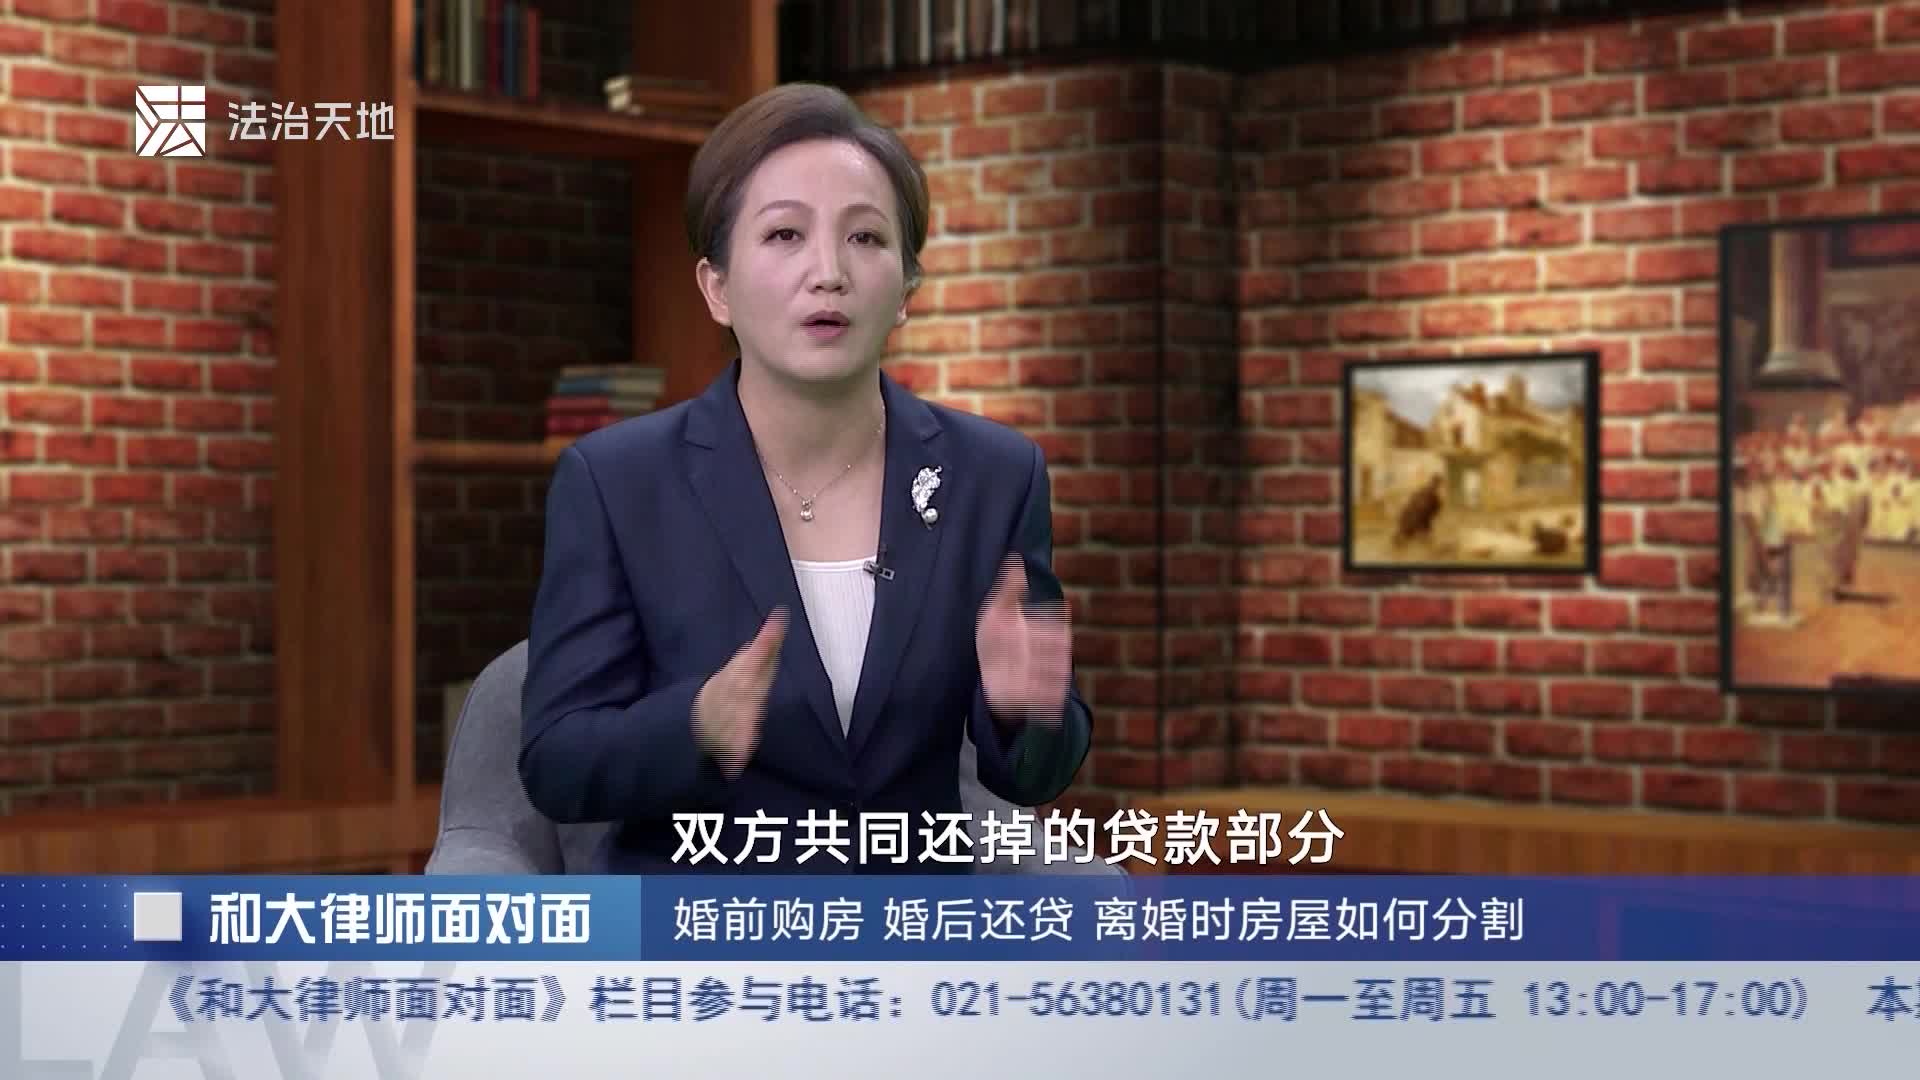 法治天地
双方共同还掉的贷款部分
和大律师面对面
婚前购房 婚后还贷 离婚时房屋如何分割
《和大律师面对面》栏目参与电话：021-56380131(周一至周五 13:00-17:00) 本
LAW